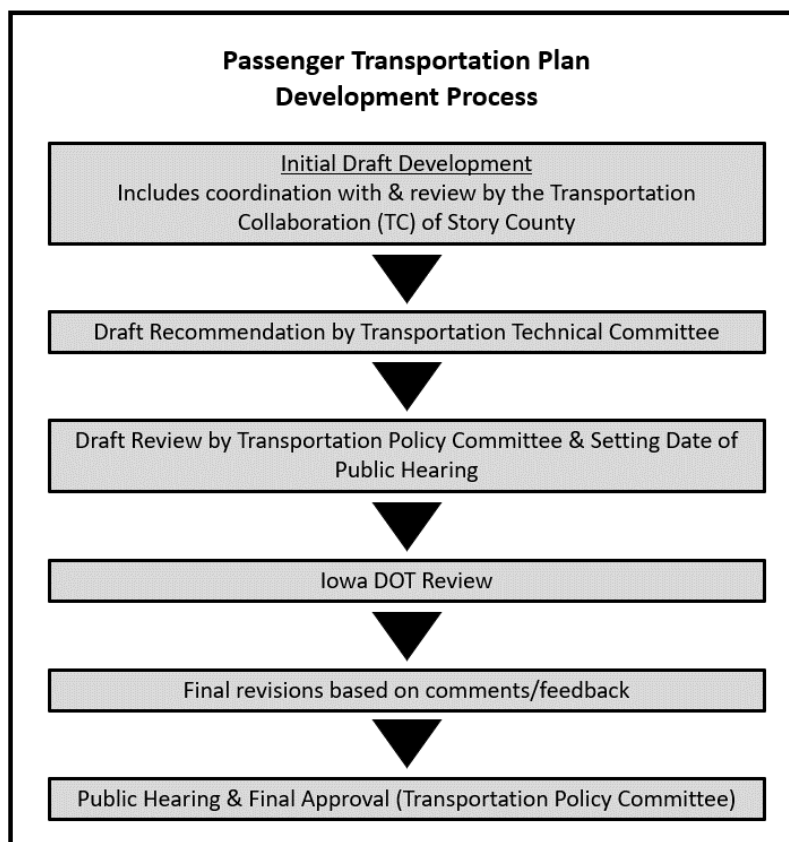 Passenger Transportation Plan
Development Process
Initial Draft Development
Includes coordination with & review by the Transportation
Collaboration (TC) of Story County
Draft Recommendation by Transportation Technical Committee
Draft Review by Transportation Policy Committee & Setting Date of
Public Hearing
Iowa DOT Review
Final revisions based on comments/feedback
Public Hearing & Final Approval (Transportation Policy Committee)